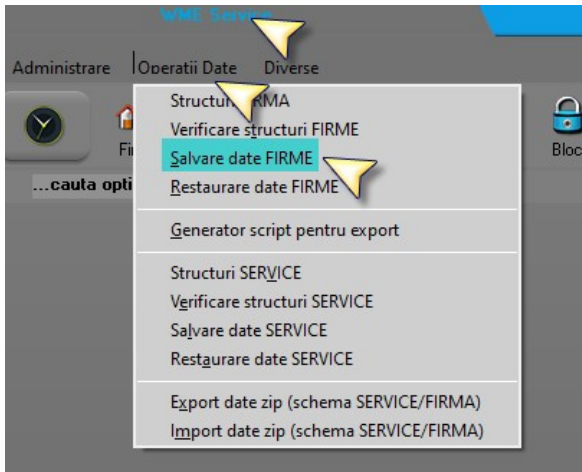 WME Service
Administrare Operatii Date Diverse
Structuri FIRMA
Verificare structuri FIRME
Salvare date FIRME
Restaurare date FIRME
Generator script pentru export
Structuri SERVICE
Verificare structuri SERVICE
Salvare date SERVICE
Restaurare date SERVICE
Export date zip (schema SERVICE/FIRMA)
Import date zip (schema SERVICE/FIRMA)
Fi
Bloc
...cauta opti